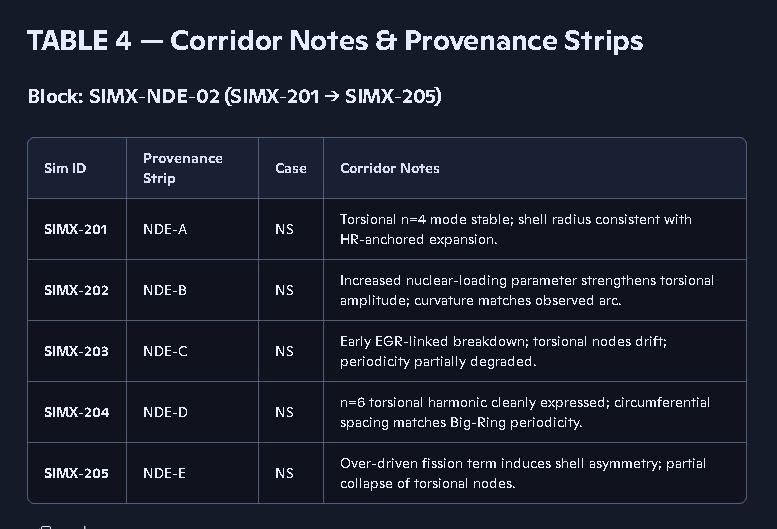 TABLE 4 — Corridor Notes & Provenance Strips
Block: SIMX-NDE-02 (SIMX-201 → SIMX-205)
Sim ID Provenance Strip Case Corridor Notes
SIMX-201 NDE-A NS Torsional n=4 mode stable; shell radius consistent with
HR-anchored expansion.
SIMX-202 NDE-B NS Increased nuclear-loading parameter strengthens torsional
amplitude; curvature matches observed arc.
SIMX-203 NDE-C NS Early EGR-linked breakdown; torsional nodes drift;
periodicity partially degraded.
SIMX-204 NDE-D NS n=6 torsional harmonic cleanly expressed; circumferential
spacing matches Big-Ring periodicity.
SIMX-205 NDE-E NS Over-driven fission term induces shell asymmetry; partial
collapse of torsional nodes.